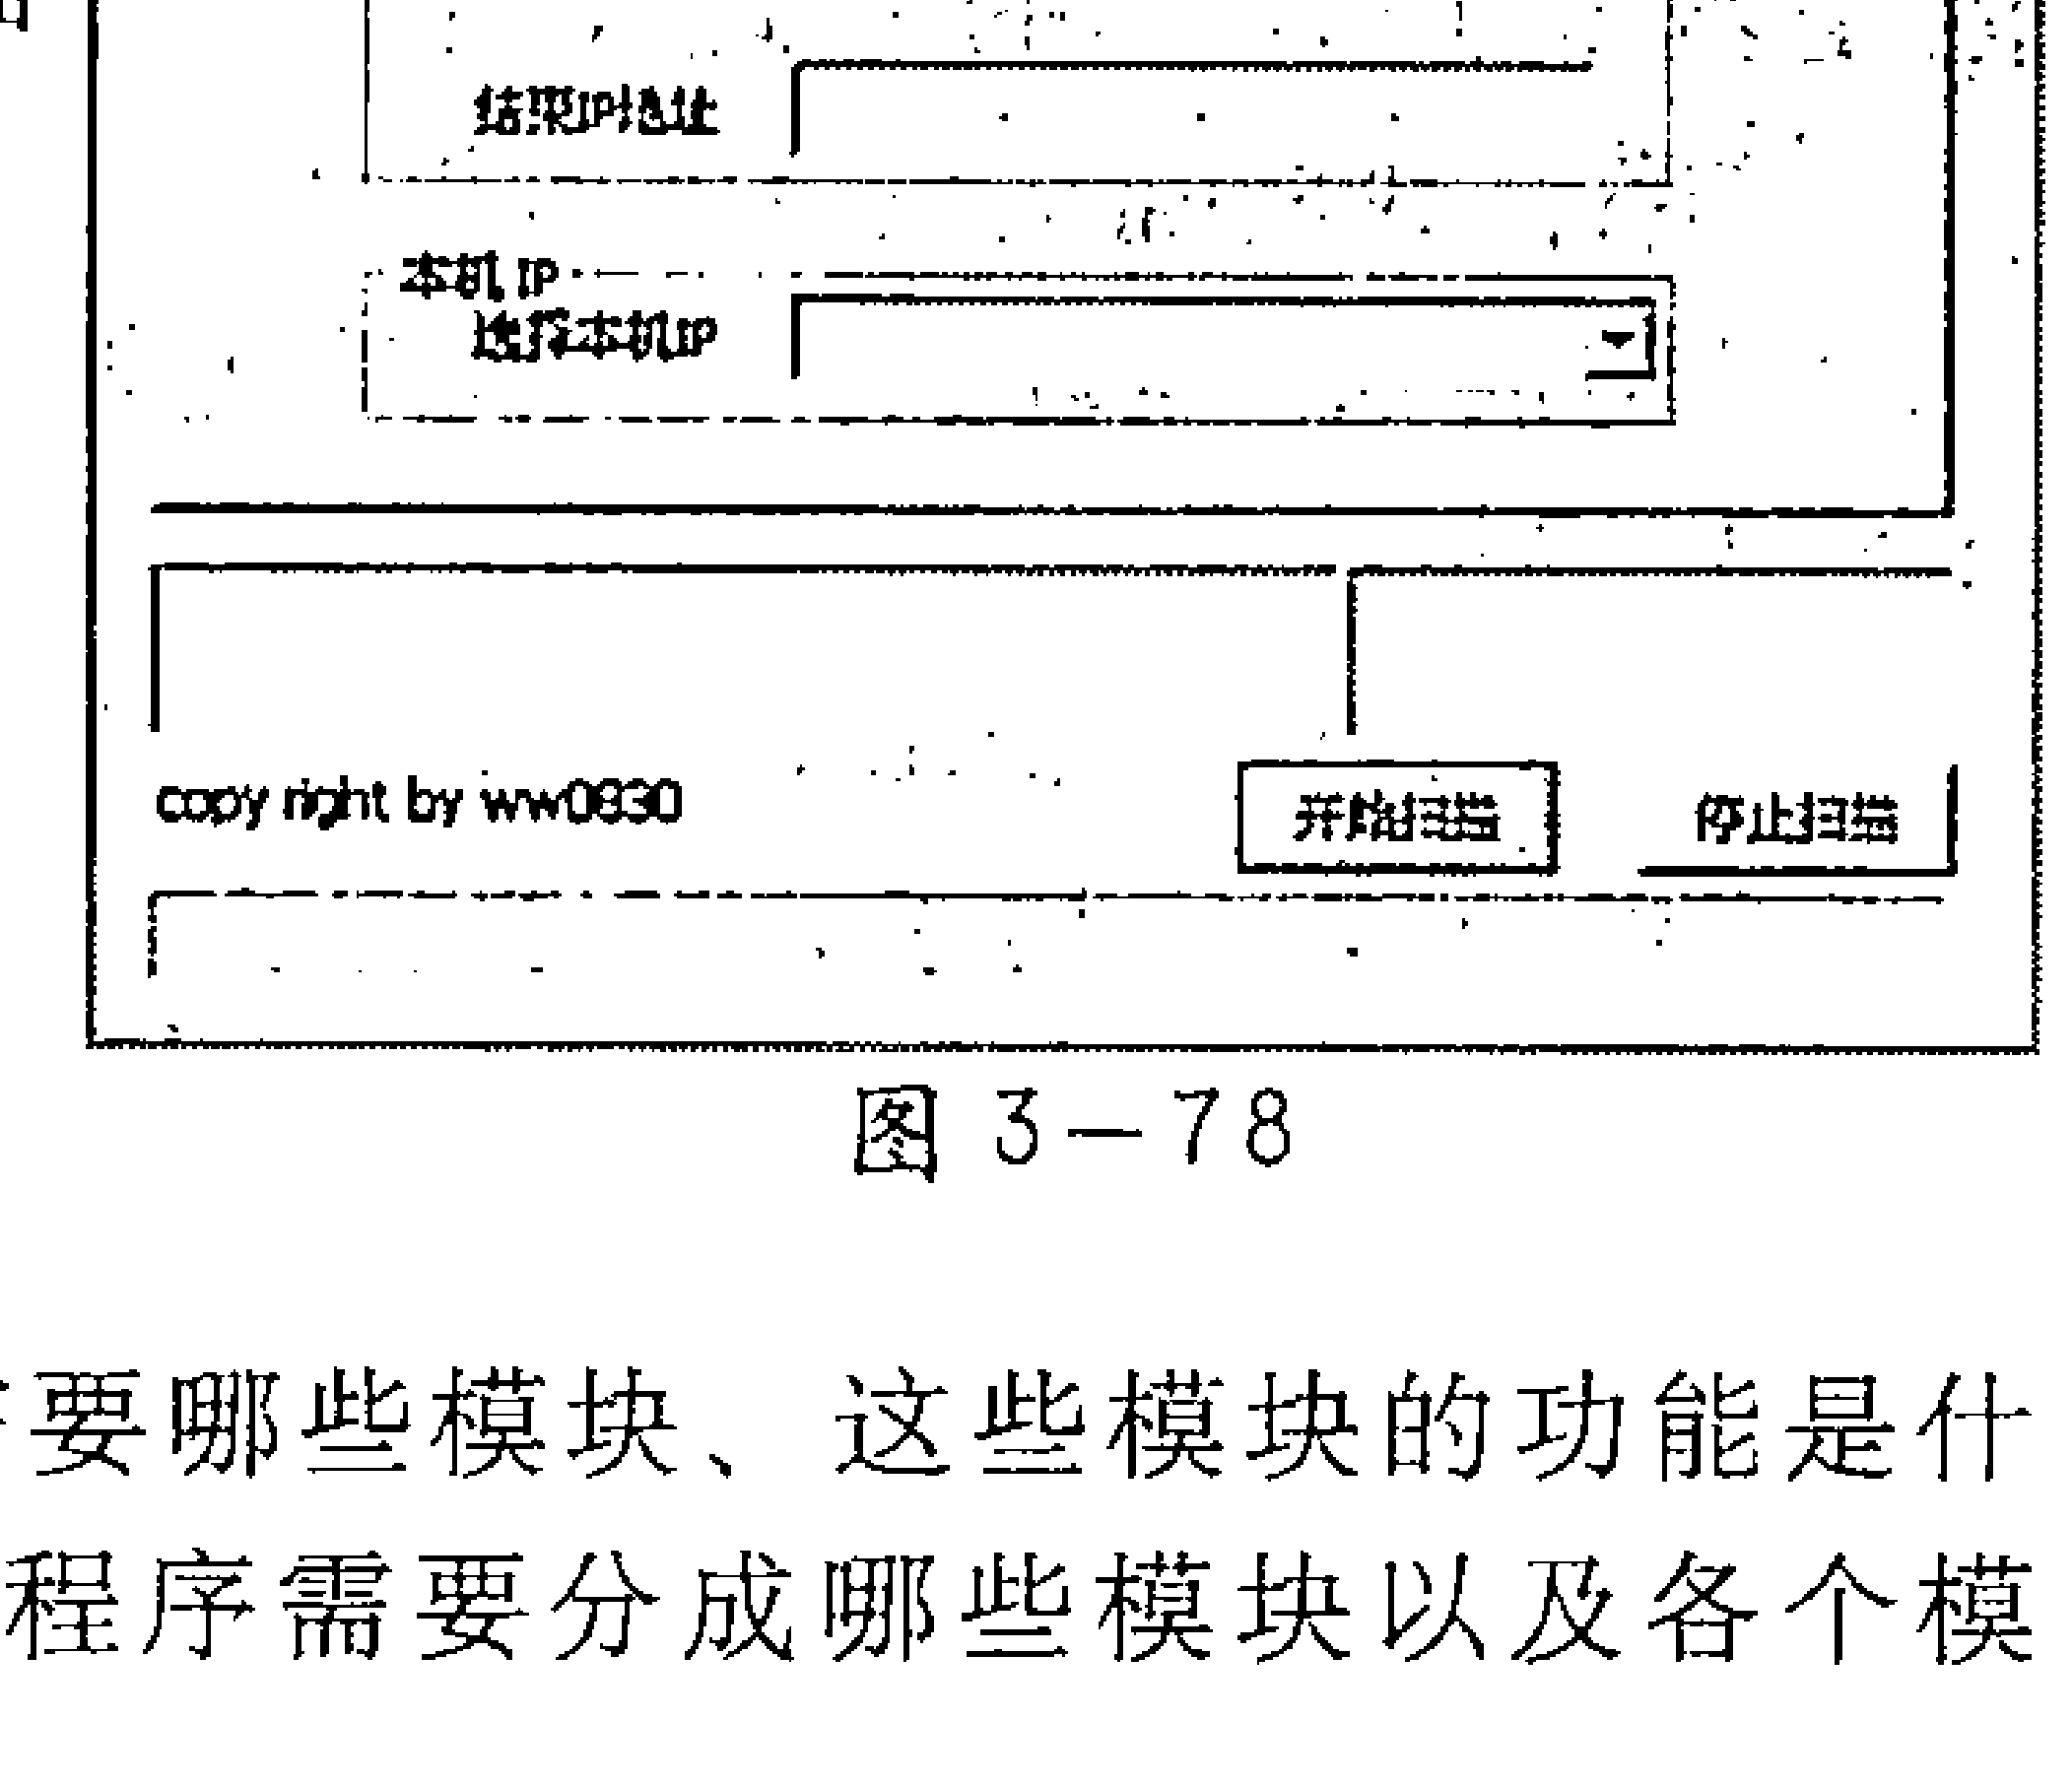 结束IP地址
本机 IP
选择本机IP
copy right by ww0830
开始扫描
停止扫描
图 3-78
要哪些模块、这些模块的功能是什
程序需要分成哪些模块以及各个模